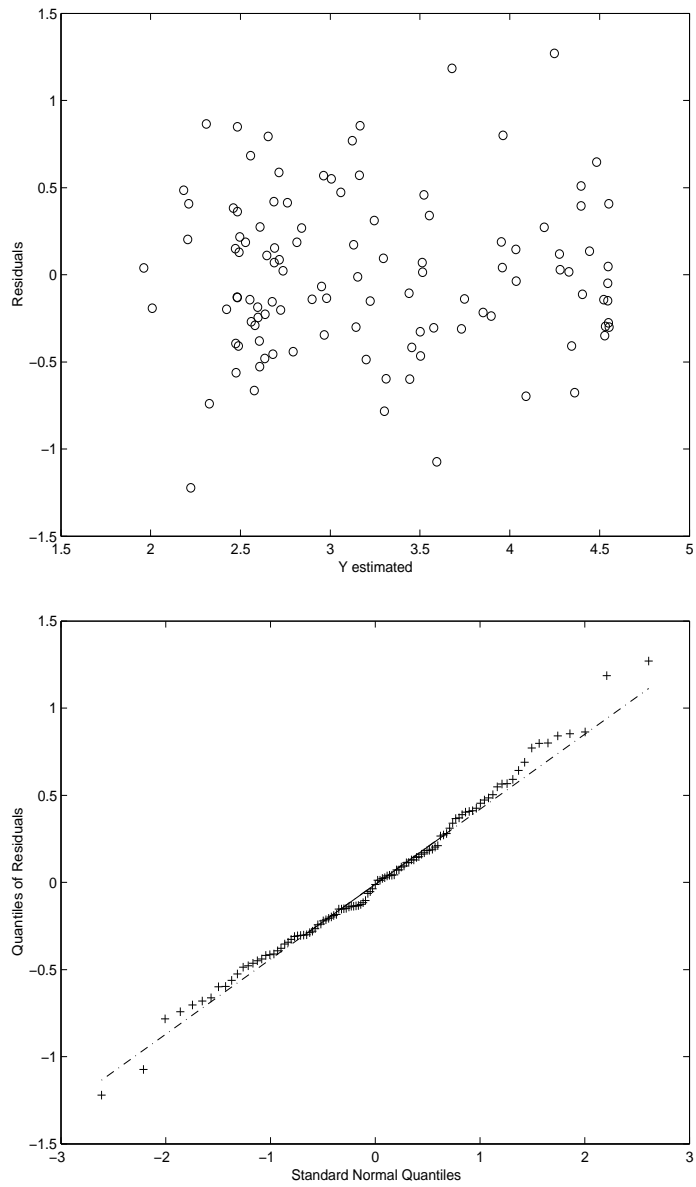 1.5
1
0.5
0
−0.5
−1
−1.5
Residuals
1.5 2 2.5 3 3.5 4 4.5 5
Y estimated
1.5
1
0.5
0
−0.5
−1
−1.5
Quantiles of Residuals
−3 −2 −1 0 1 2 3
Standard Normal Quantiles